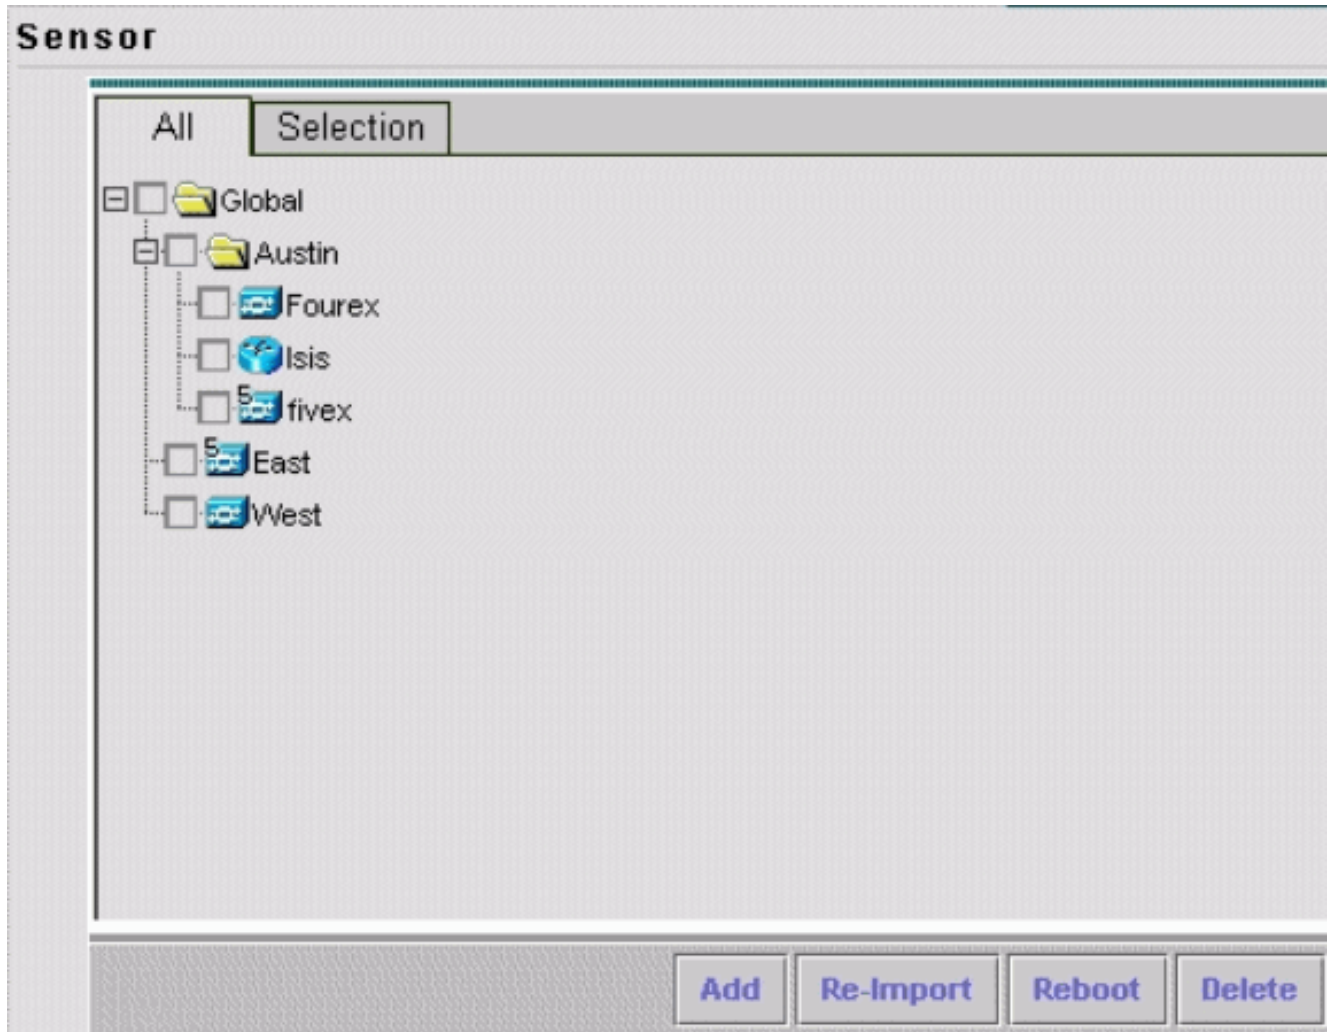 Sensor
All Selection
Global
Austin
Fourex
Isis
5 fivex
5 East
West
Add Re-Import Reboot Delete